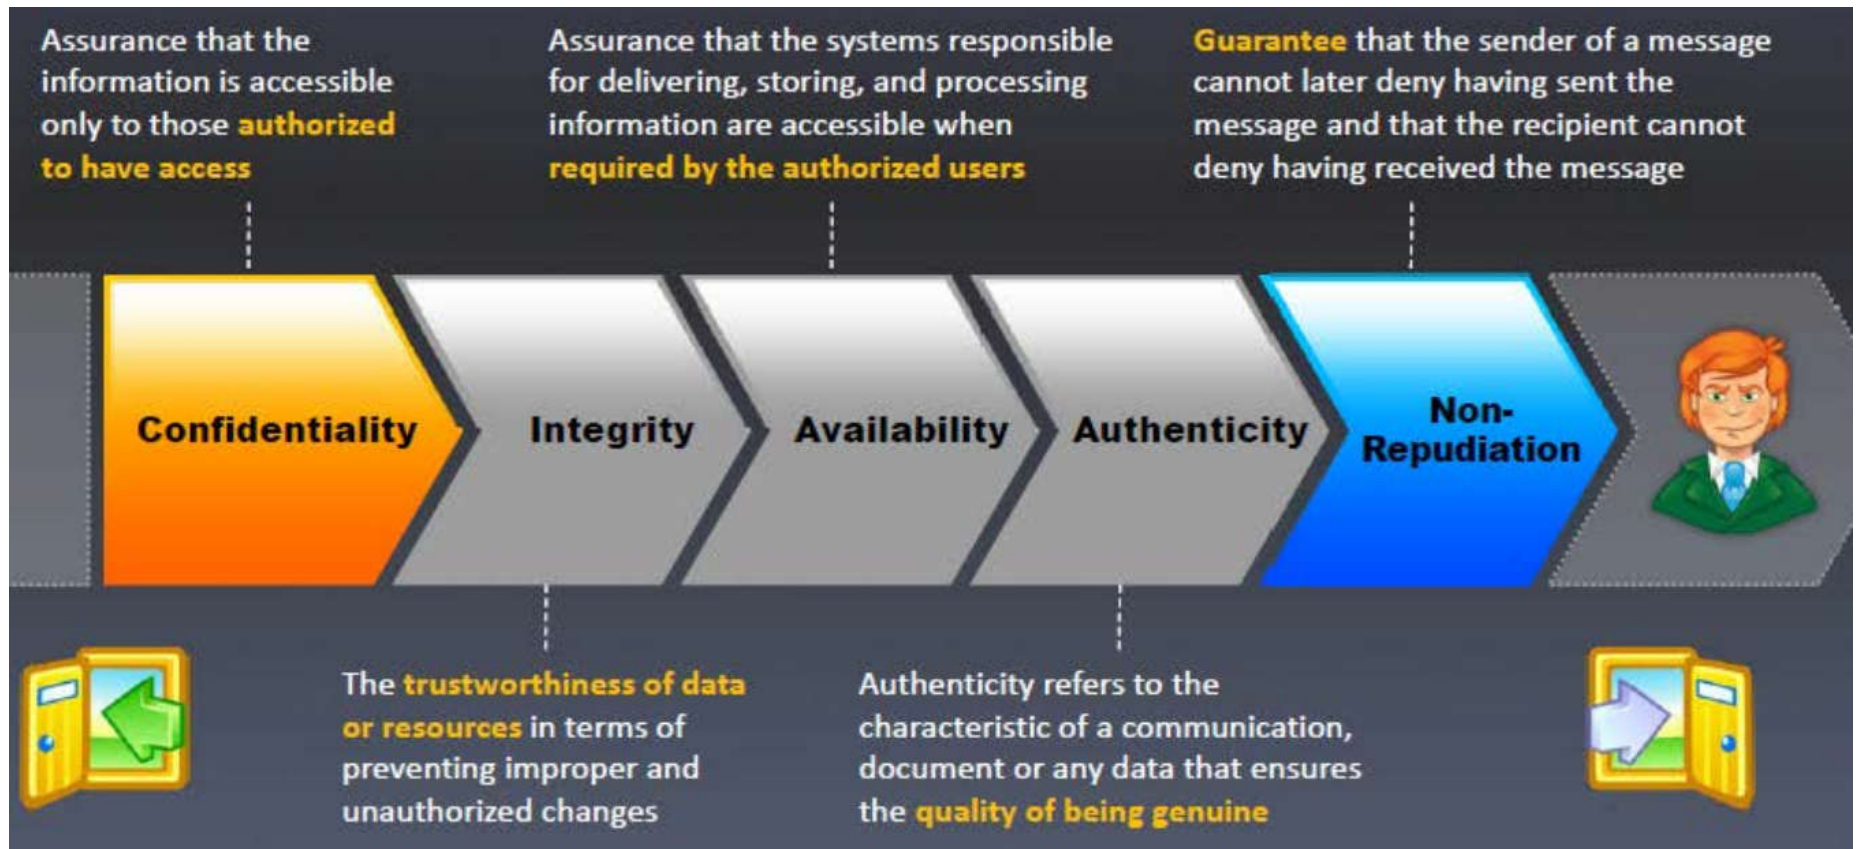 Assurance that the
information is accessible
only to those authorized
to have access
Assurance that the systems responsible
for delivering, storing, and processing
information are accessible when
required by the authorized users
Guarantee that the sender of a message
cannot later deny having sent the
message and that the recipient cannot
deny having received the message
Confidentiality
Integrity
Availability
Authenticity
Non-
Repudiation
The trustworthiness of data
or resources in terms of
preventing improper and
unauthorized changes
Authenticity refers to the
characteristic of a communication,
document or any data that ensures
the quality of being genuine